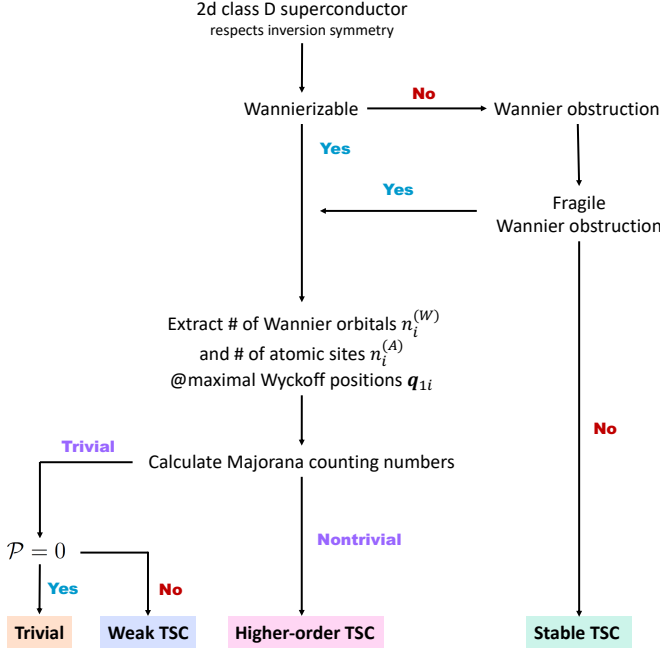 2d class D superconductor
respects inversion symmetry
Wannierizable
No
Wannier obstruction
Yes
Yes
Fragile
Wannier obstruction
Extract # of Wannier orbitals $n_i^{(W)}$
and # of atomic sites $n_i^{(A)}$
@maximal Wyckoff positions $\boldsymbol{q}_{1i}$
No
Trivial
Calculate Majorana counting numbers
Nontrivial
$\mathcal{P} = 0$
Yes
No
Trivial
Weak TSC
Higher-order TSC
Stable TSC